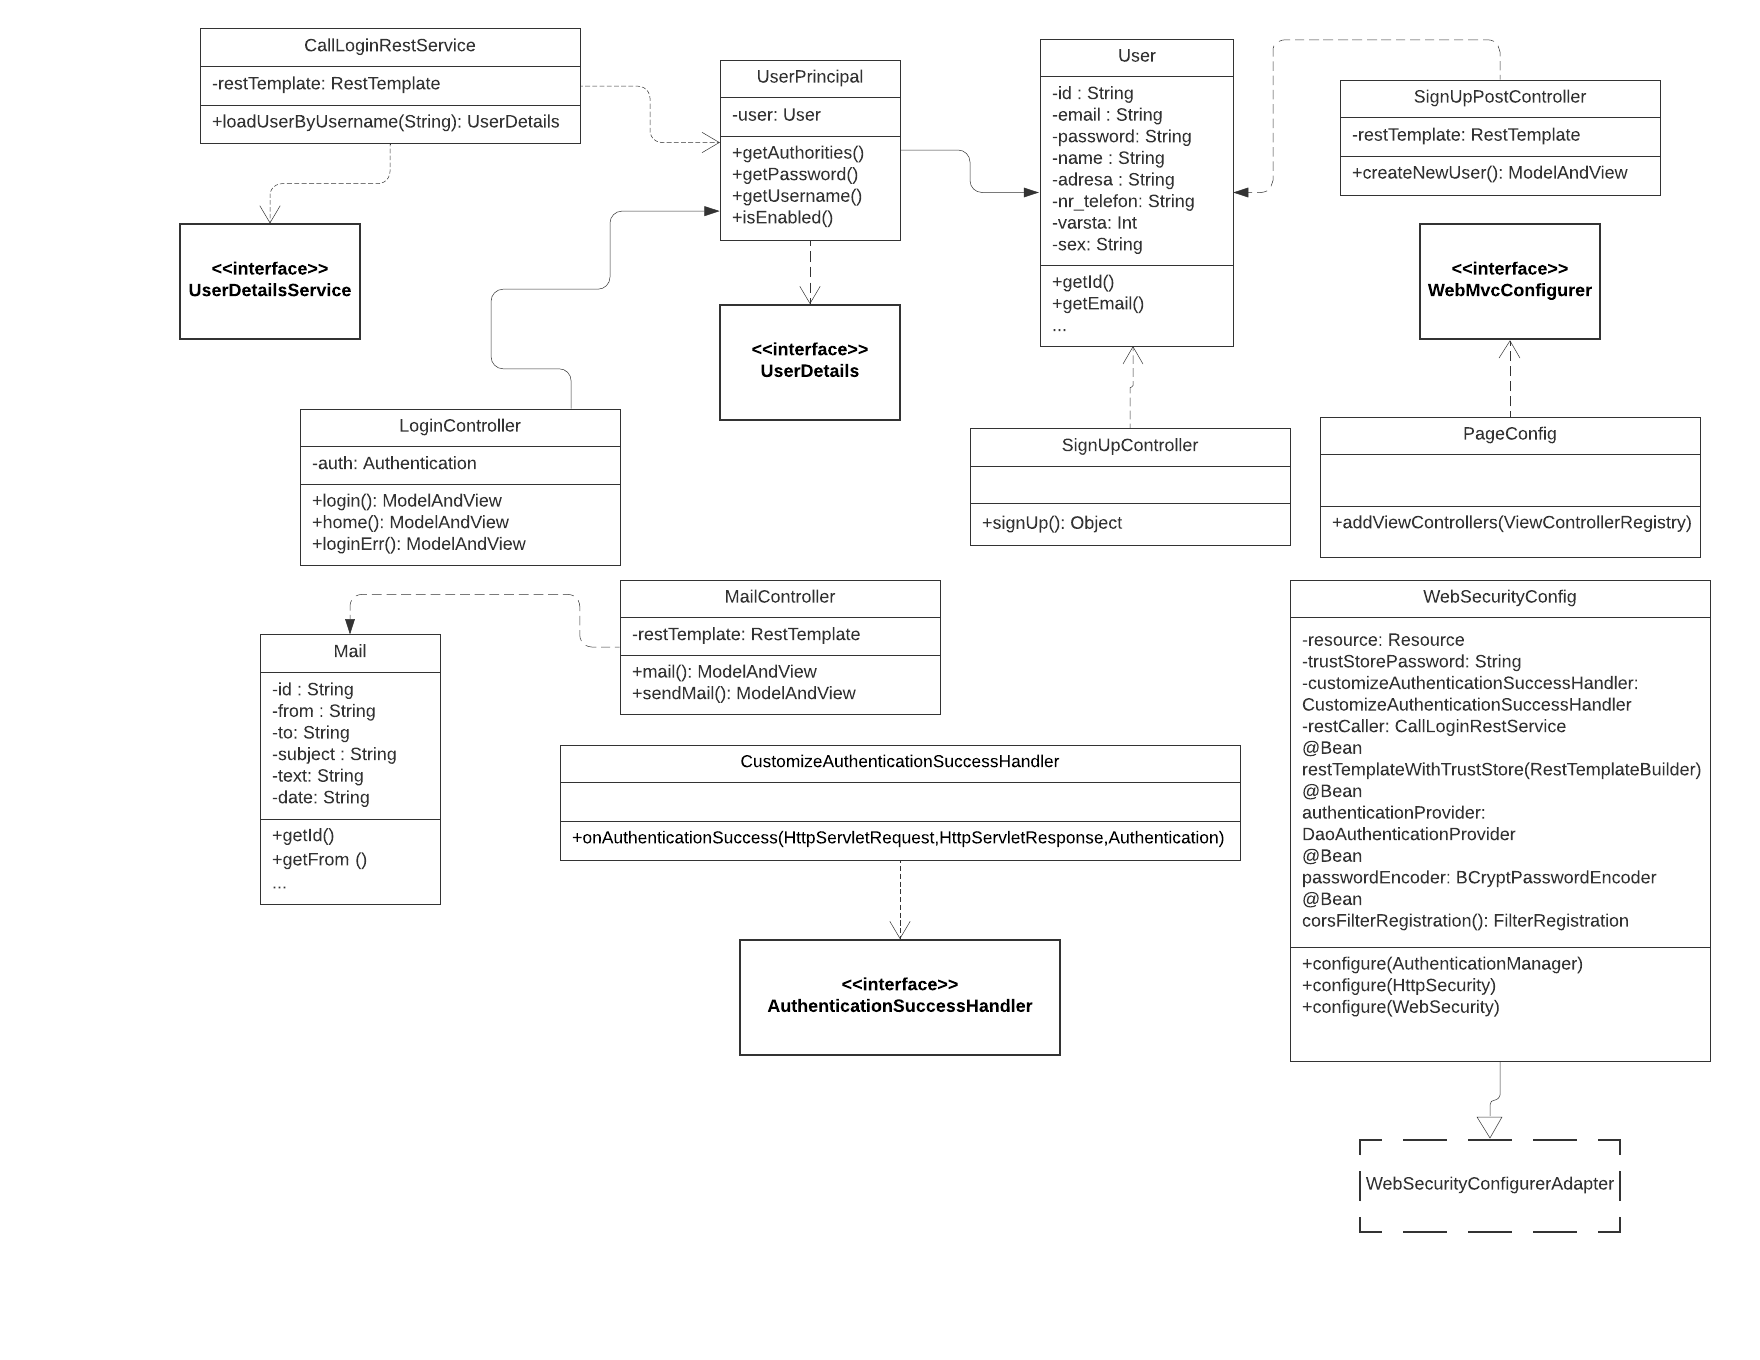 CallLoginRestService
-restTemplate: RestTemplate
+loadUserByUsername(String): UserDetails
<<interface>>
UserDetailsService
UserPrincipal
-user: User
+getAuthorities()
+getPassword()
+getUsername()
+isEnabled()
<<interface>>
UserDetails
User
-id : String
-email : String
-password: String
-name : String
-adresa : String
-nr_telefon: String
-varsta: Int
-sex: String
+getId()
+getEmail()
...
SignUpPostController
-restTemplate: RestTemplate
+createNewUser(): ModelAndView
<<interface>>
WebMvcConfigurer
LoginController
-auth: Authentication
+login(): ModelAndView
+home(): ModelAndView
+loginErr(): ModelAndView
SignUpController
+signUp(): Object
PageConfig
+addViewControllers(ViewControllerRegistry)
Mail
-id : String
-from : String
-to: String
-subject : String
-text: String
-date: String
+getId()
+getFrom ()
...
MailController
-restTemplate: RestTemplate
+mail(): ModelAndView
+sendMail(): ModelAndView
CustomizeAuthenticationSuccessHandler
+onAuthenticationSuccess(HttpServletRequest,HttpServletResponse,Authentication)
<<interface>>
AuthenticationSuccessHandler
WebSecurityConfig
-resource: Resource
-trustStorePassword: String
-customizeAuthenticationSuccessHandler:
CustomizeAuthenticationSuccessHandler
-restCaller: CallLoginRestService
@Bean
restTemplateWithTrustStore(RestTemplateBuilder)
@Bean
authenticationProvider:
DaoAuthenticationProvider
@Bean
passwordEncoder: BCryptPasswordEncoder
@Bean
corsFilterRegistration(): FilterRegistration
+configure(AuthenticationManager)
+configure(HttpSecurity)
+configure(WebSecurity)
WebSecurityConfigurerAdapter